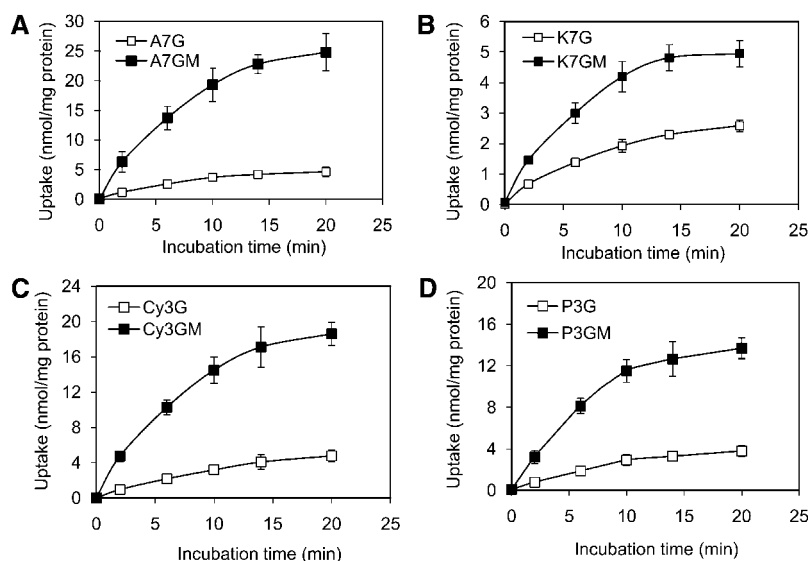 A
A7G
A7GM
Uptake (nmol/mg protein)
30
25
20
15
10
5
0
0 5 10 15 20 25
Incubation time (min)
B
K7G
K7GM
Uptake (nmol/mg protein)
6
5
4
3
2
1
0
0 5 10 15 20 25
Incubation time (min)
C
Cy3G
Cy3GM
Uptake (nmol/mg protein)
24
20
16
12
8
4
0
0 5 10 15 20 25
Incubation time (min)
D
P3G
P3GM
Uptake (nmol/mg protein)
20
16
12
8
4
0
0 5 10 15 20 25
Incubation time (min)